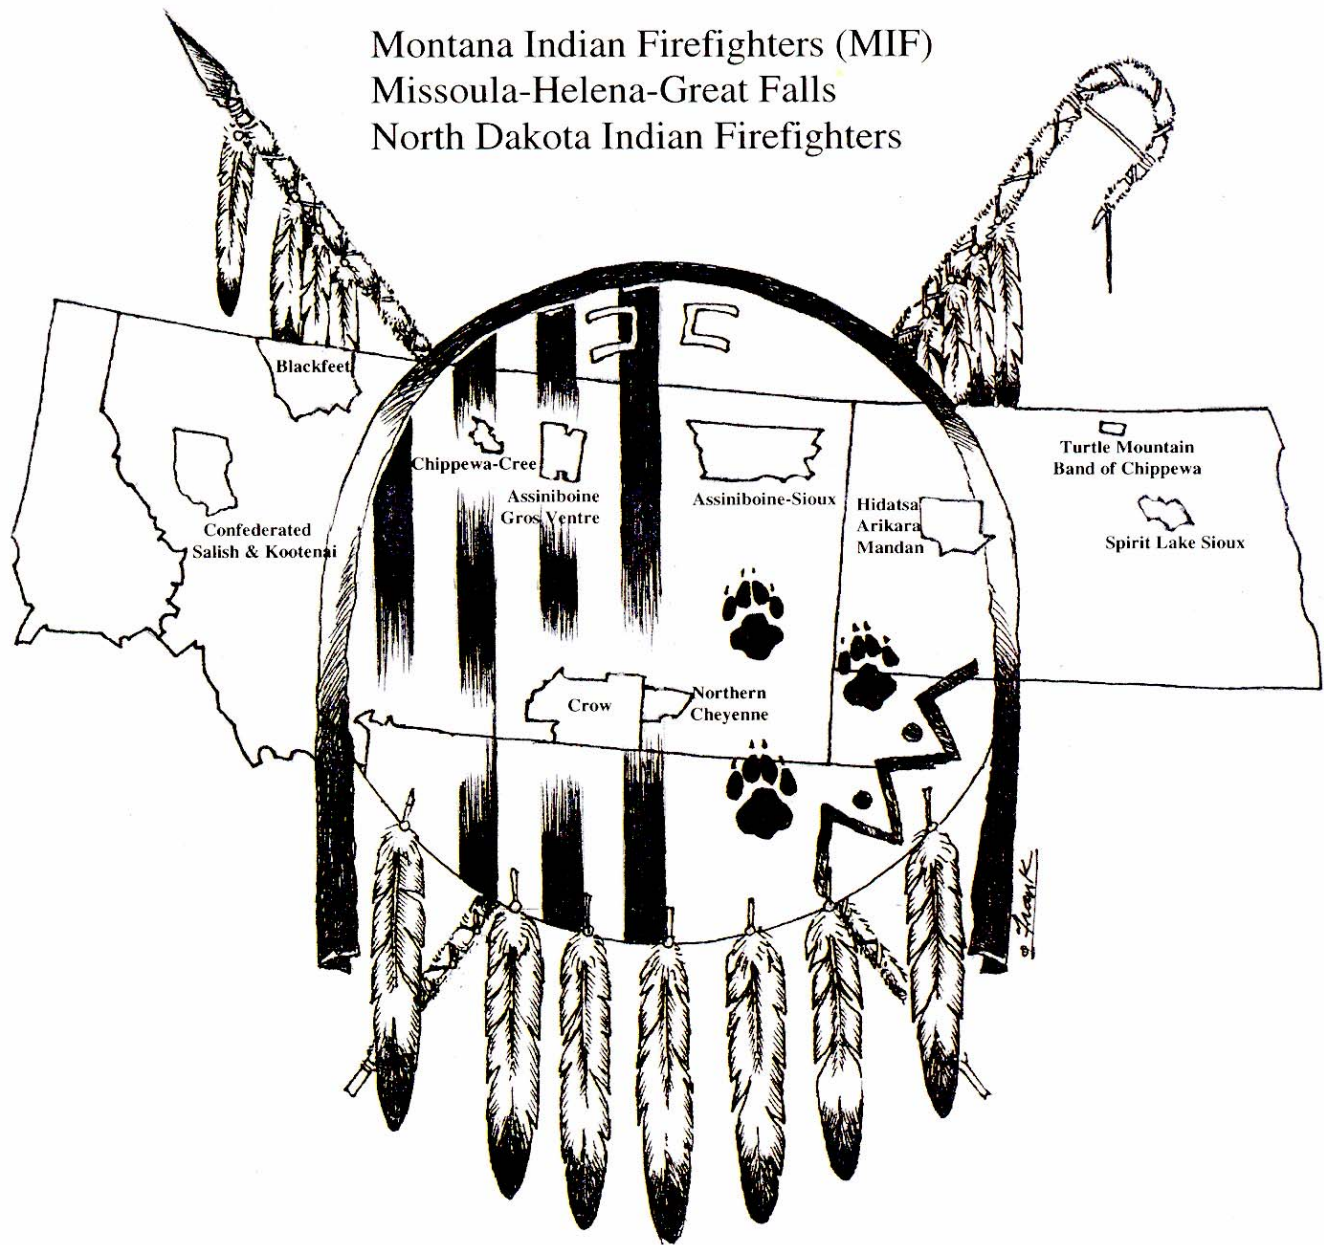 Montana Indian Firefighters (MIF)
Missoula-Helena-Great Falls
North Dakota Indian Firefighters
Blackfeet
Chippewa-Cree
Assiniboine
Gros Ventre
Assiniboine-Sioux
Confederated
Salish & Kootenai
Hidatsa
Arikara
Mandan
Turtle Mountain
Band of Chippewa
Spirit Lake Sioux
Crow
Northern
Cheyenne